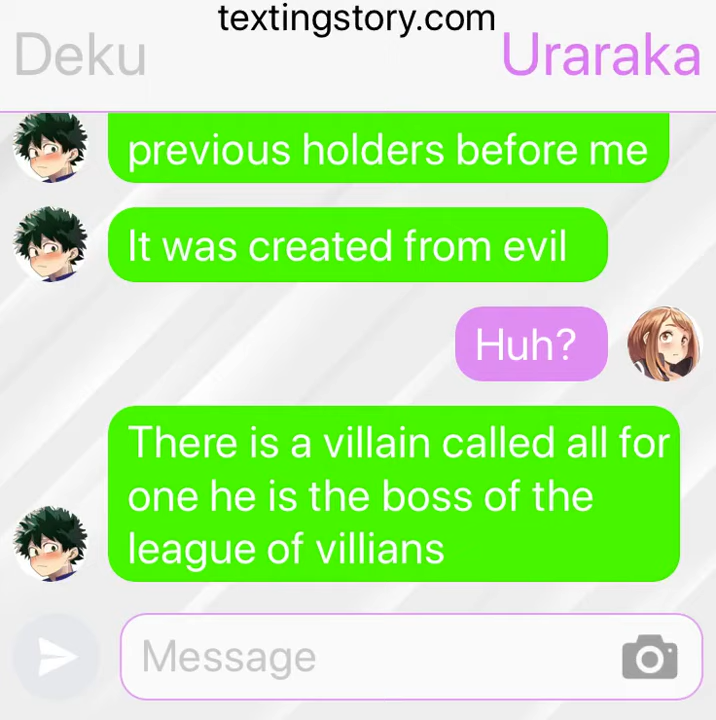 textingstory.com
Deku
Uraraka
previous holders before me
It was created from evil
Huh?
There is a villain called all for
one he is the boss of the
league of villians
Message